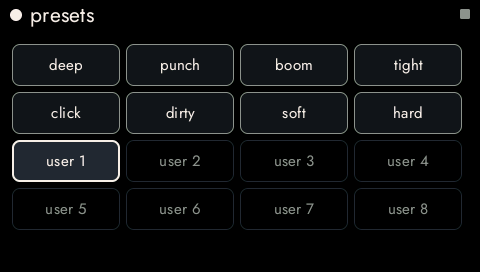 presets
deep punch boom tight
click dirty soft hard
user 1 user 2 user 3 user 4
user 5 user 6 user 7 user 8